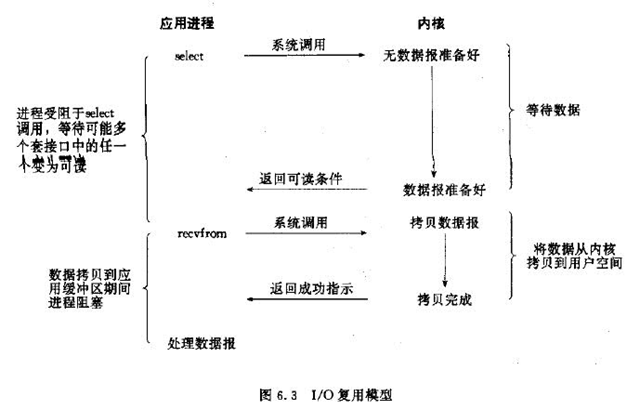 应用进程 内核
select 系统调用 无数据报准备好
进程受阻于select
调用，等待可能多
个套接口中的任一
个变为可读
等待数据
返回可读条件 数据报准备好
recvfrom 系统调用 拷贝数据报
将数据从内核
拷贝到用户空间
数据拷贝到应
用缓冲区期间
进程阻塞
返回成功指示 拷贝完成
处理数据报
图 6.3 I/O 复用模型